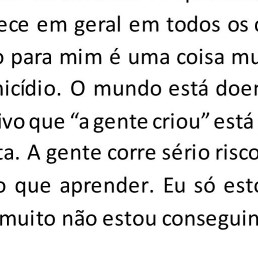 ece em geral em todos os
o para mim é uma coisa mu
nicídio. O mundo está doen
ivo que “a gente criou” está
ta. A gente corre sério risco
o que aprender. Eu só est
muito não estou conseguin